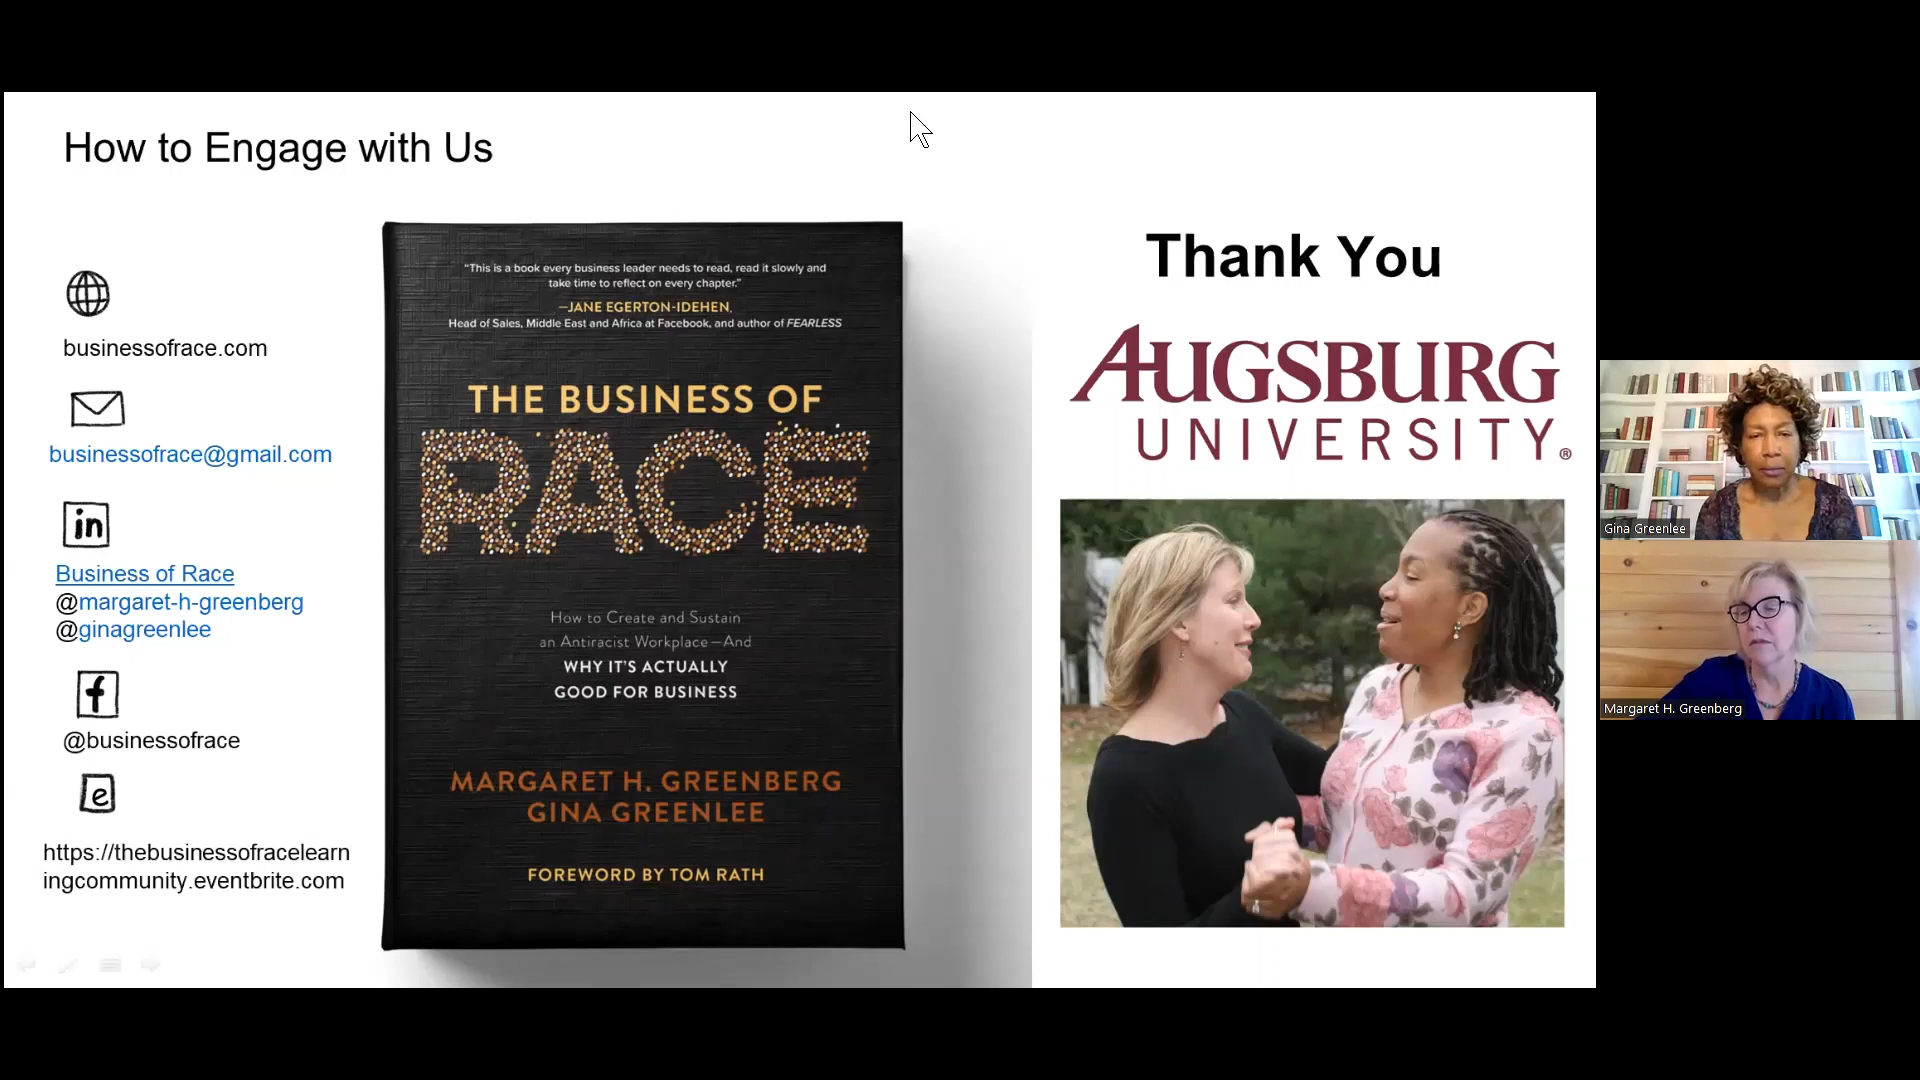 How to Engage with Us
businessofrace.com
businessofrace@gmail.com
in
Business of Race
@margaret-h-greenberg
@ginagreenlee
f
@businessofrace
e
https://thebusinessofracelearn
ingcommunity.eventbrite.com
“This is a book every business leader needs to read, read it slowly and
take time to reflect on every chapter.”
—JANE EGERTON-IDEHEN,
Head of Sales, Middle East and Africa at Facebook, and author of FEARLESS
THE BUSINESS OF
RACE
How to Create and Sustain
an Antiracist Workplace—And
WHY IT’S ACTUALLY
GOOD FOR BUSINESS
MARGARET H. GREENBERG
GINA GREENLEE
FOREWORD BY TOM RATH
Thank You
AUGSBURG
UNIVERSITY®
Gina Greenlee
Margaret H. Greenberg